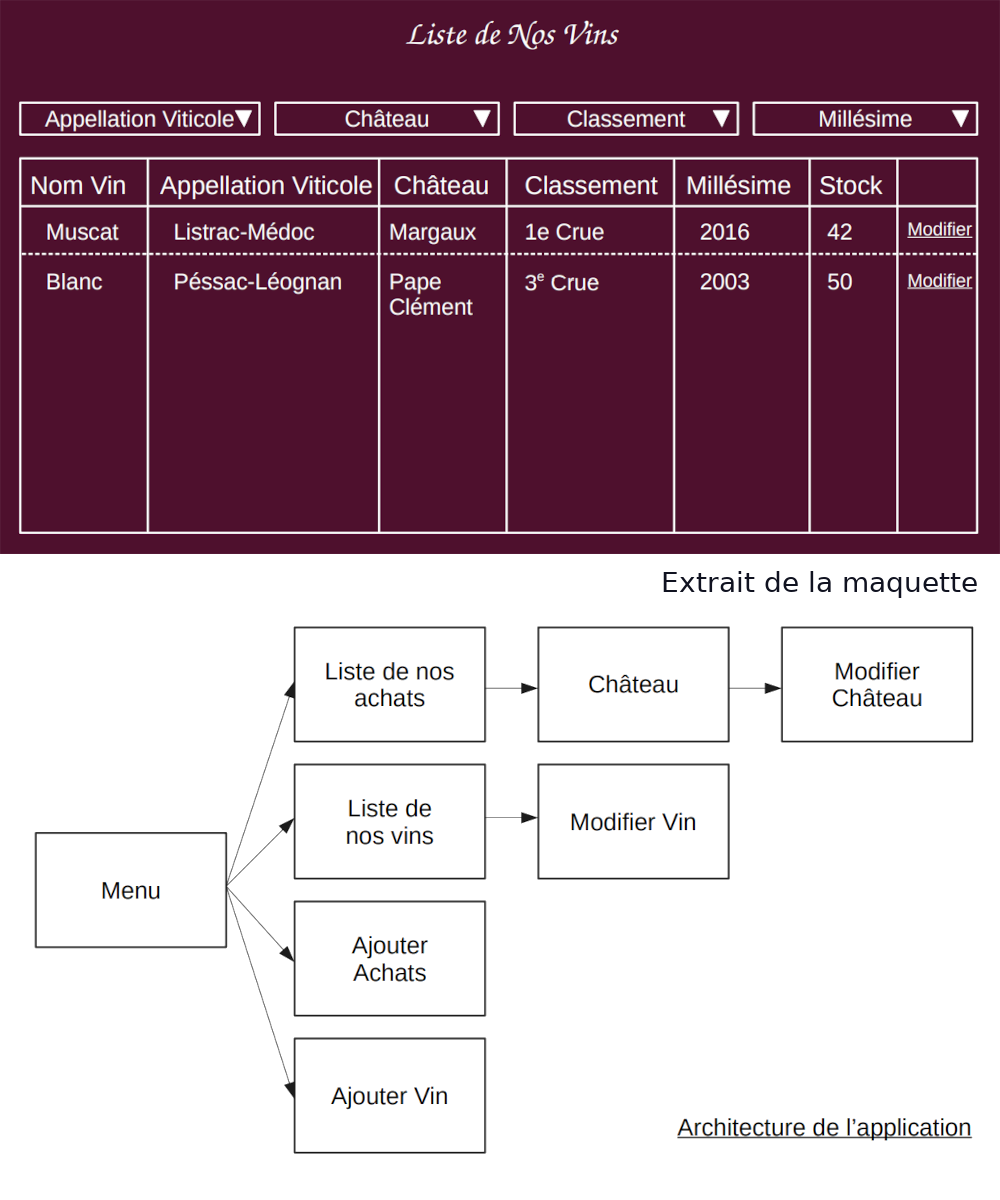 Liste de Nos Vins
Appellation Viticole▼ Château ▼ Classement ▼ Millésime ▼
Nom Vin Appellation Viticole Château Classement Millésime Stock
Muscat Listrac-Médoc Margaux 1e Crue 2016 42 Modifier
Blanc Péssac-Léognan Pape 3e Crue 2003 50 Modifier
Clément
Extrait de la maquette
Liste de nos
achats
Château
Modifier
Château
Liste de
nos vins
Modifier Vin
Menu
Ajouter
Achats
Ajouter Vin
Architecture de l’application